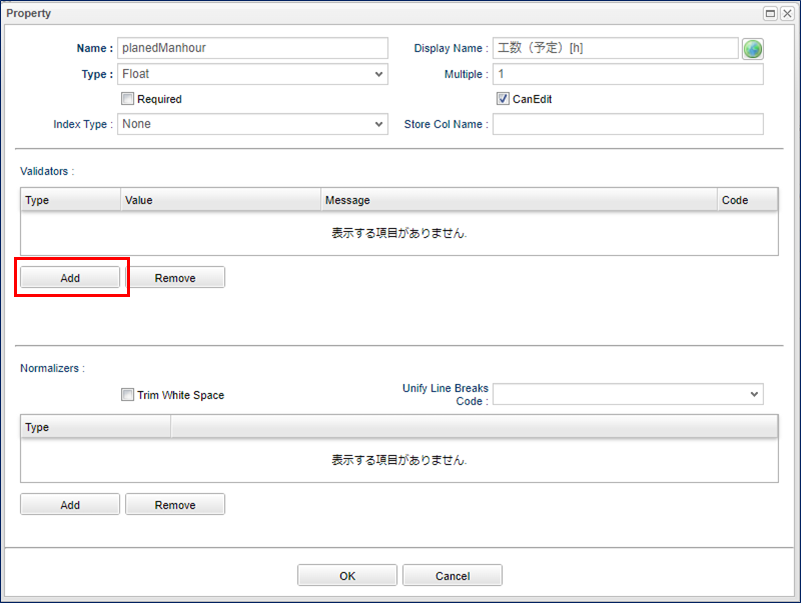 Property
Name : planedManhour Display Name : 工数（予定）[h]
Type : Float Multiple : 1
Required CanEdit
Index Type : None Store Col Name :
Validators :
Type Value Message Code
表示する項目がありません.
Add Remove
Normalizers :
Trim White Space Unify Line Breaks Code :
Type
表示する項目がありません.
Add Remove
OK Cancel